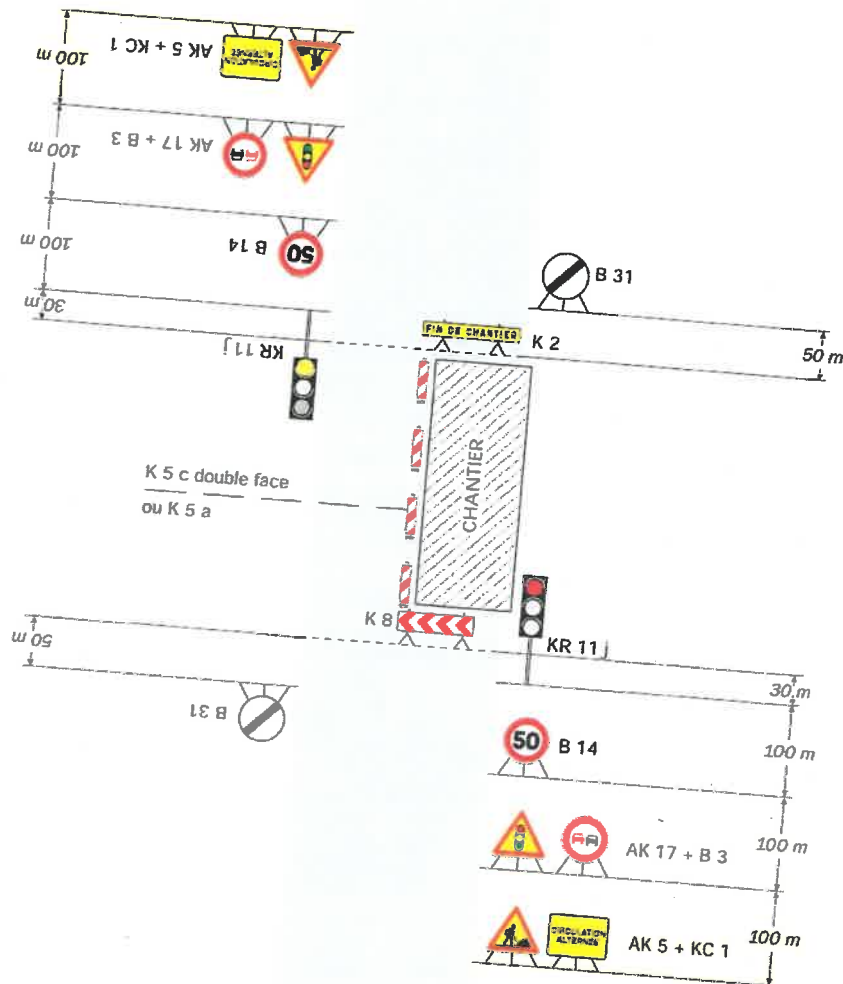 100 m
AK 5 + KC 1
CIRCULATION
ALTERNEE
100 m
AK 17 + B 3
100 m
B 14
50
30 m
KR 11 j
B 31
FIN DE CHANTIER
K 2
50 m
K 5 c double face
ou K 5 a
CHANTIER
K 8
KR 11 j
50 m
B 31
30 m
50
B 14
100 m
AK 17 + B 3
100 m
CIRCULATION
ALTERNEE
AK 5 + KC 1
100 m